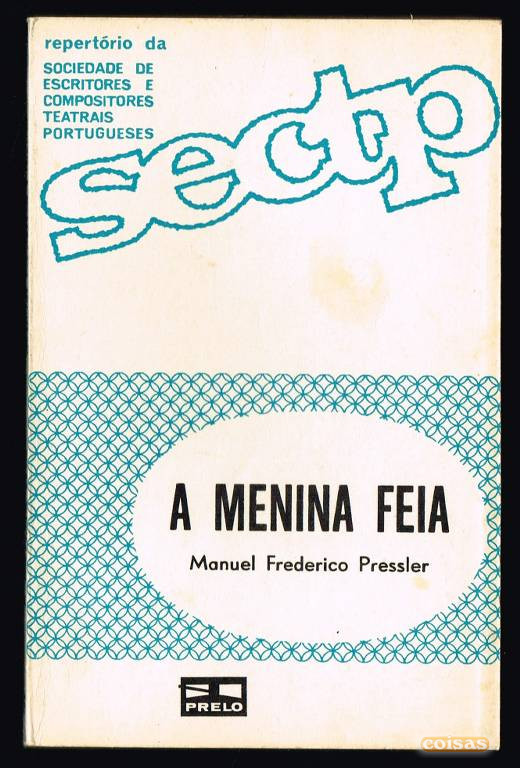 repertório da
SOCIEDADE DE
ESCRITORES E
COMPOSITORES
TEATRAIS
PORTUGUESES
sectp
A MENINA FEIA
Manuel Frederico Pressler
PRELO
coisas